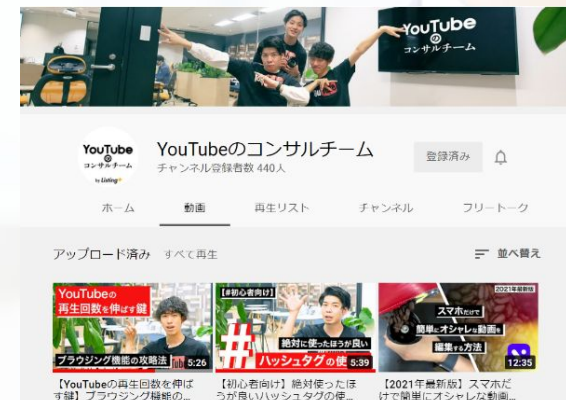 YouTube
の
コンサルチーム
YouTube
の
コンサルチーム
by Listing+
YouTubeのコンサルチーム
チャンネル登録者数 440人
登録済み
ホーム
動画
再生リスト
チャンネル
フリートーク
アップロード済み
すべて再生
並べ替え
YouTubeの
再生回数を伸ばす鍵
ブラウジング機能の攻略法
5:26
【#初心者向け】
絶対に使ったほうが良い
#
ハッシュタグの使
5:39
2021年最新版
スマホだけで
簡単にオシャレな動画を
編集する方法
12:35
【YouTubeの再生回数を伸ば
す鍵】ブラウジング機能の...
【初心者向け】絶対使ったほ
うが良いハッシュタグの使...
【2021年最新版】スマホだ
けで簡単にオシャレな動画...